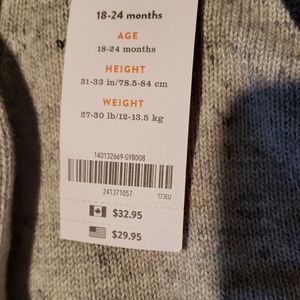 18-24 months
AGE
18-24 months
HEIGHT
31-33 in/78.5-84 cm
WEIGHT
27-30 lb/12-13.5 kg
140132669-GYB008
241371057
T73EU
$32.95
$29.95